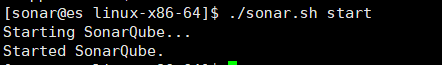 [sonar@es linux-x86-64]$ ./sonar.sh start
Starting SonarQube...
Started SonarQube.